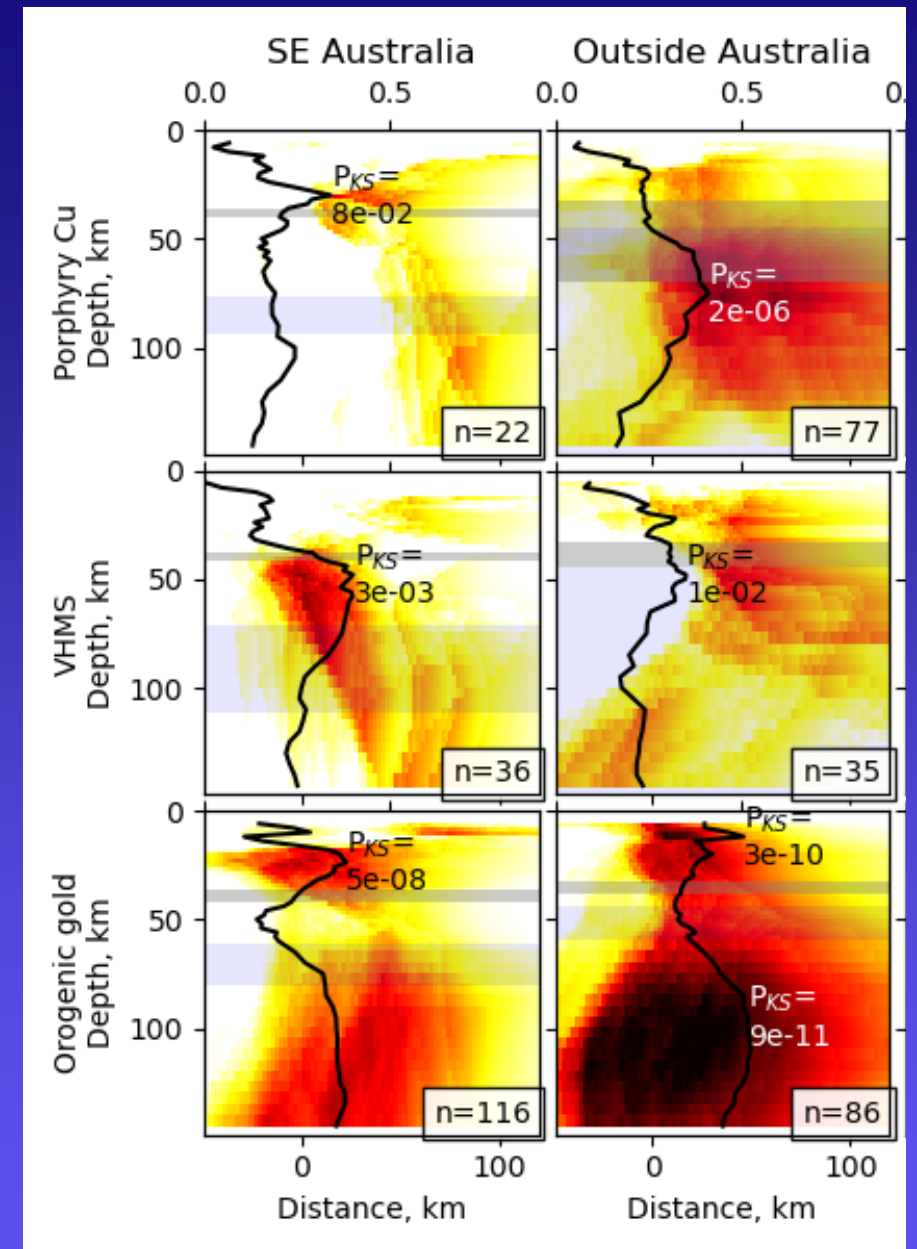 SE Australia Outside Australia
0.0 0.5 0.0 0.5 0.
Porphyry Cu
Depth, km
0
50
100
P_KS=
8e-02
n=22
P_KS=
2e-06
n=77
VHMS
Depth, km
0
50
100
P_KS=
3e-03
n=36
P_KS=
1e-02
n=35
Orogenic gold
Depth, km
0
50
100
P_KS=
5e-08
n=116
P_KS=
3e-10
P_KS=
9e-11
n=86
0 100 0 100
Distance, km Distance, km